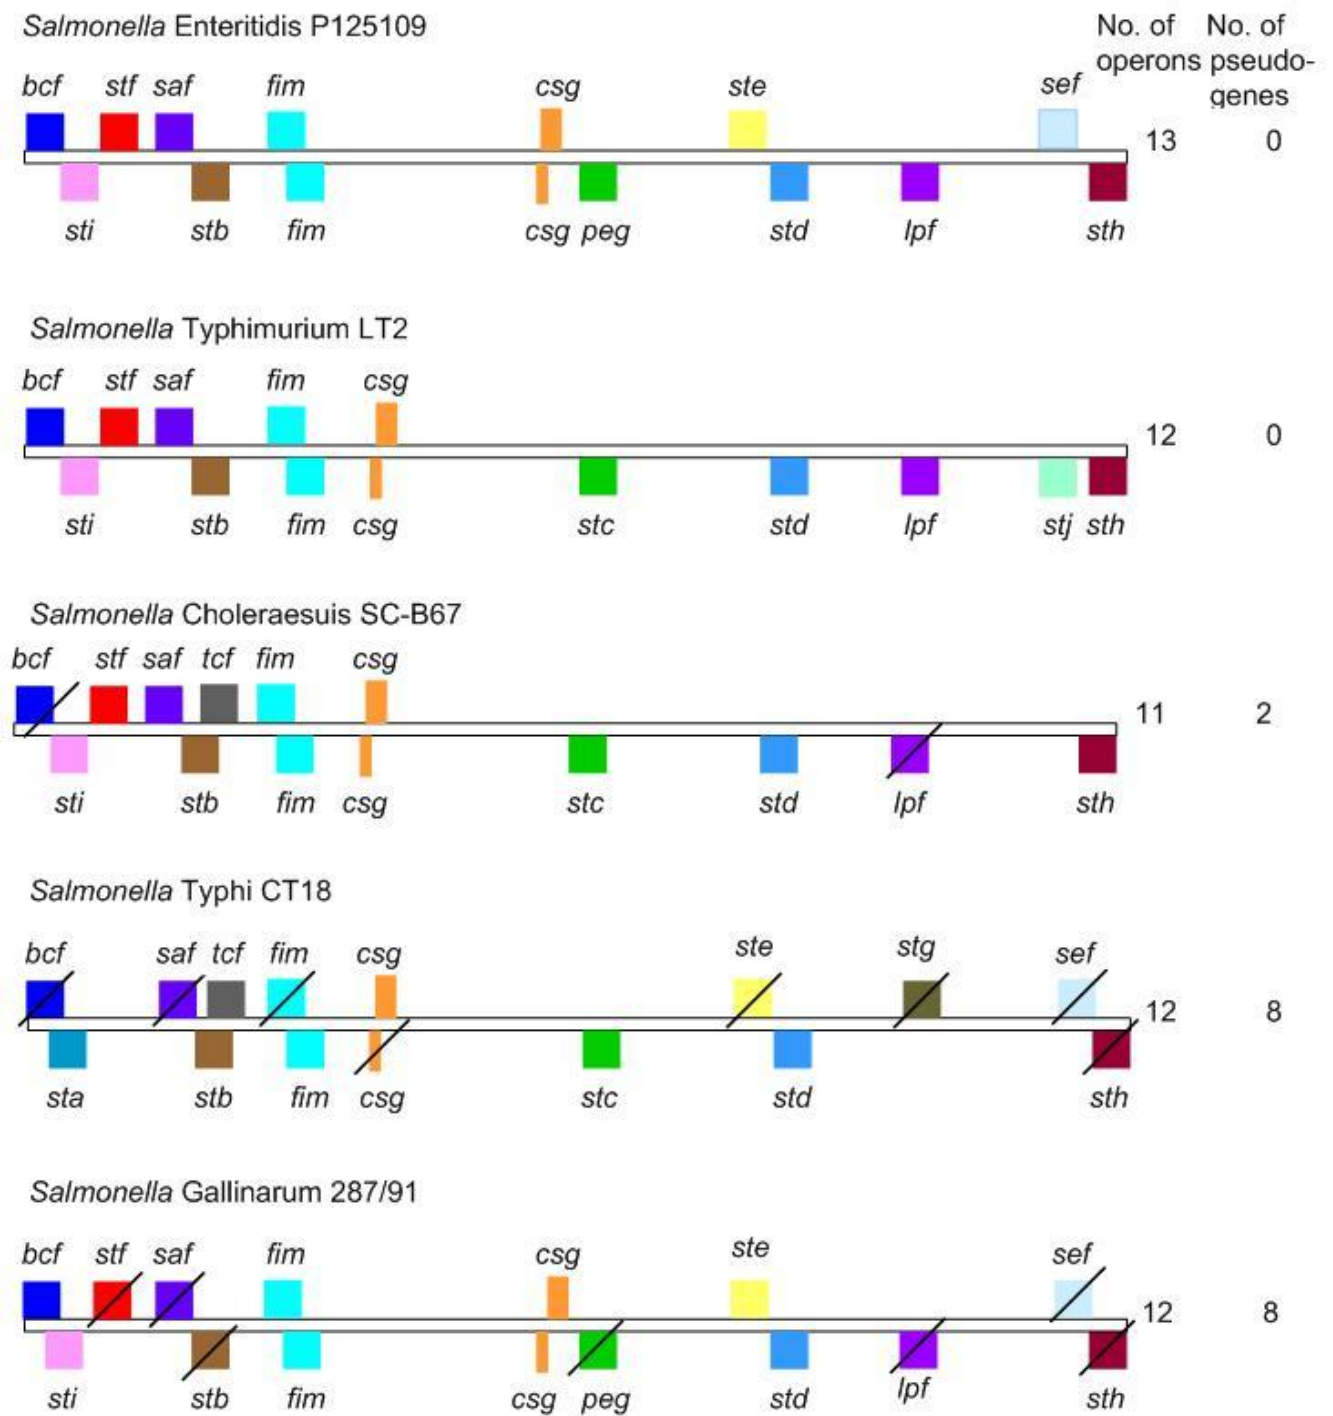 Salmonella Enteritidis P125109
No. of No. of
operons pseudo-
genes
bcf stf saf fim csg ste sef
13 0
sti stb fim csg peg std lpf sth
Salmonella Typhimurium LT2
bcf stf saf fim csg
12 0
sti stb fim csg stc std lpf stj sth
Salmonella Choleraesuis SC-B67
bcf stf saf tcf fim csg
11 2
sti stb fim csg stc std lpf sth
Salmonella Typhi CT18
bcf saf tcf fim csg ste stg sef
12 8
sta stb fim csg stc std sth
Salmonella Gallinarum 287/91
bcf stf saf fim csg ste sef
12 8
sti stb fim csg peg std lpf sth